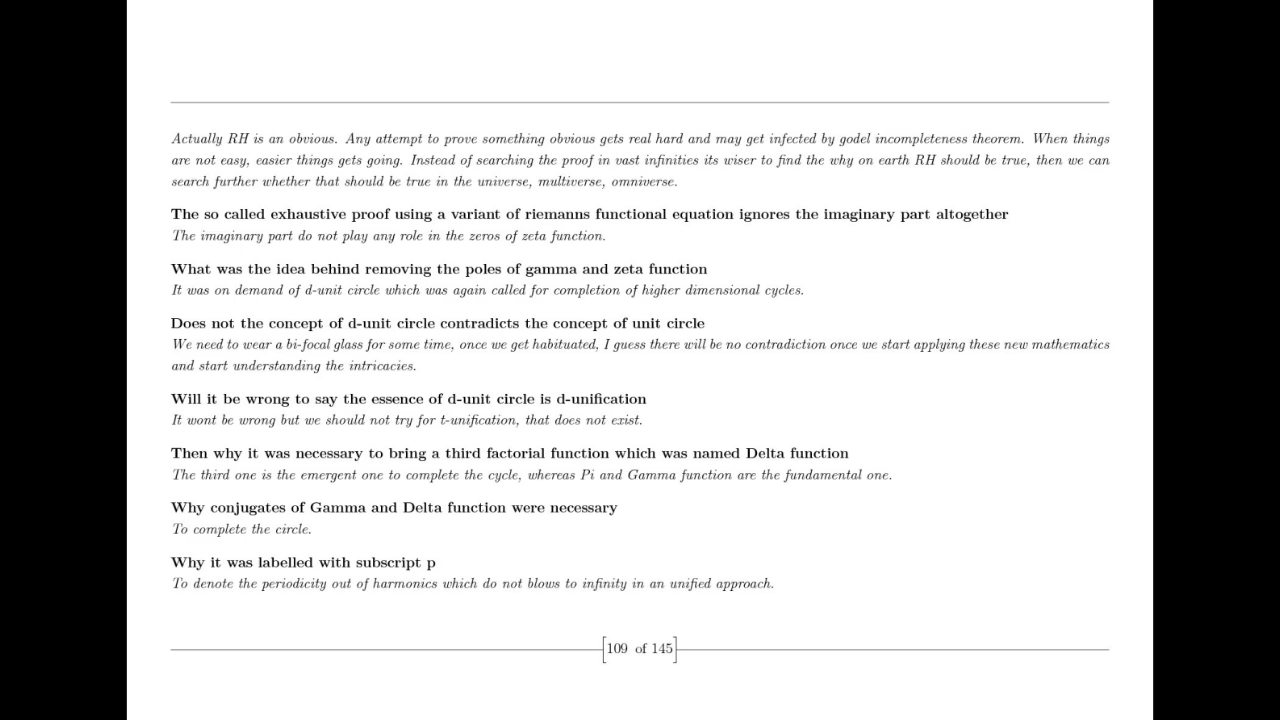 Actually RH is an obvious. Any attempt to prove something obvious gets real hard and may get infected by godel incompleteness theorem. When things
are not easy, easier things gets going. Instead of searching the proof in vast infinities its wiser to find the why on earth RH should be true, then we can
search further whether that should be true in the universe, multiverse, omniverse.
The so called exhaustive proof using a variant of riemanns functional equation ignores the imaginary part altogether
The imaginary part do not play any role in the zeros of zeta function.
What was the idea behind removing the poles of gamma and zeta function
It was on demand of d-unit circle which was again called for completion of higher dimensional cycles.
Does not the concept of d-unit circle contradicts the concept of unit circle
We need to wear a bi-focal glass for some time, once we get habituated, I guess there will be no contradiction once we start applying these new mathematics
and start understanding the intricacies.
Will it be wrong to say the essence of d-unit circle is d-unification
It wont be wrong but we should not try for t-unification, that does not exist.
Then why it was necessary to bring a third factorial function which was named Delta function
The third one is the emergent one to complete the cycle, whereas Pi and Gamma function are the fundamental one.
Why conjugates of Gamma and Delta function were necessary
To complete the circle.
Why it was labelled with subscript p
To denote the periodicity out of harmonics which do not blows to infinity in an unified approach.
[109 of 145]